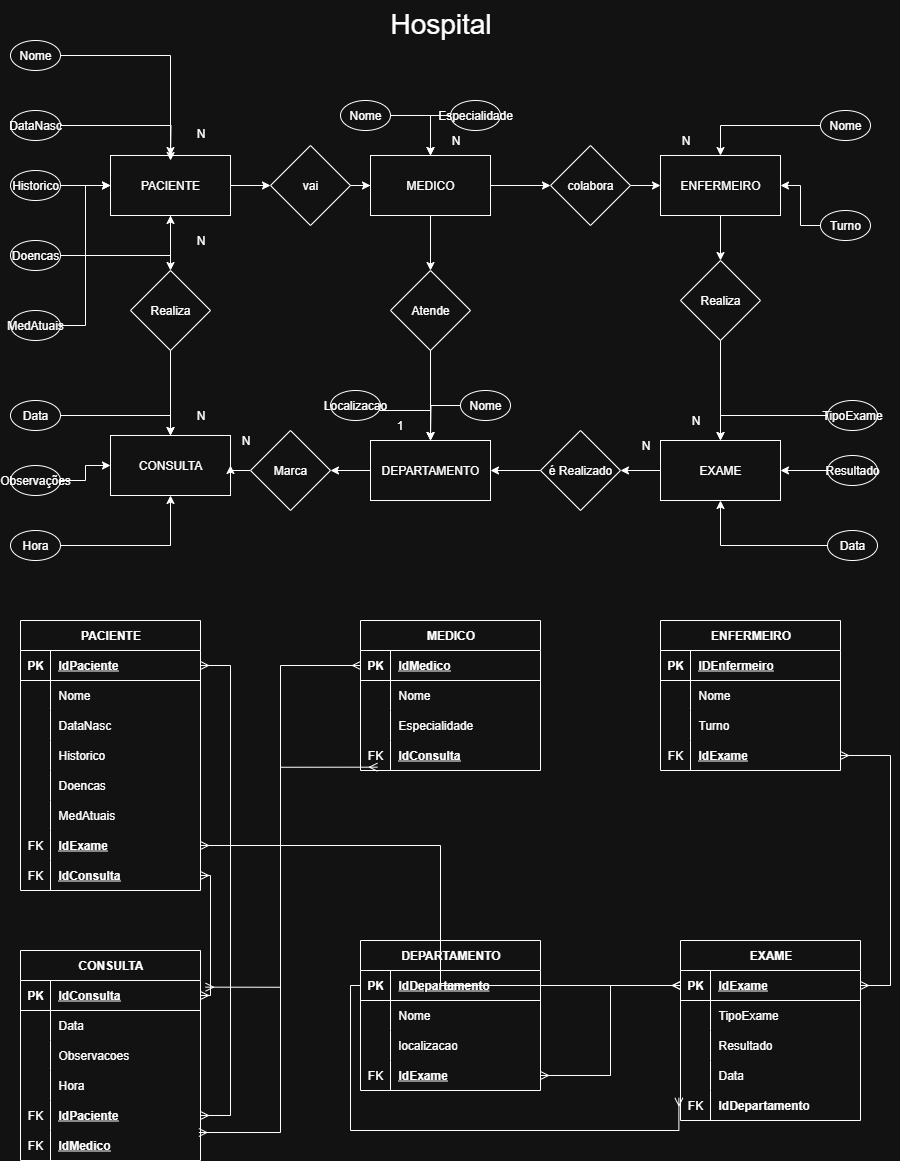 Hospital
Nome
DataNasc
N
Nome
Especialidade
N
N
Nome
Historico
PACIENTE
vai
MEDICO
colabora
ENFERMEIRO
Turno
N
Doencas
MedAtuais
Realiza
Atende
Realiza
Data
N
Localizacao
Nome
1
N
TipoExame
Observações
CONSULTA
N
Marca
DEPARTAMENTO
é Realizado
N
EXAME
Resultado
Hora
Data
PACIENTE
PK IdPaciente
Nome
DataNasc
Historico
Doencas
MedAtuais
FK IdExame
FK IdConsulta
MEDICO
PK IdMedico
Nome
Especialidade
FK IdConsulta
ENFERMEIRO
PK IDEnfermeiro
Nome
Turno
FK IdExame
CONSULTA
PK IdConsulta
Data
Observacoes
Hora
FK IdPaciente
FK IdMedico
DEPARTAMENTO
PK IdDepartamento
Nome
localizacao
FK IdExame
EXAME
PK IdExame
TipoExame
Resultado
Data
FK IdDepartamento